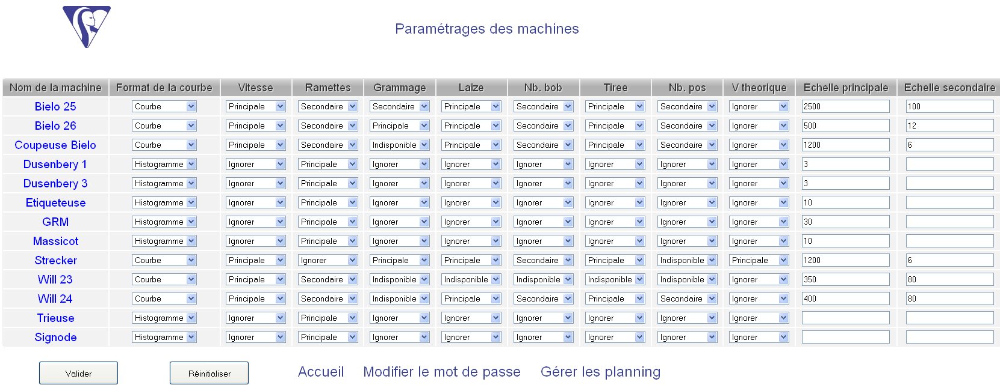 Paramétrages des machines
Nom de la machine Format de la courbe Vitesse Ramettes Grammage Laize Nb. bob Tiree Nb. pos V theorique Echelle principale Echelle secondaire
Bielo 25 Courbe Principale Secondaire Secondaire Principale Secondaire Principale Secondaire Ignorer 2500 100
Bielo 26 Courbe Principale Secondaire Principale Principale Secondaire Principale Secondaire Ignorer 500 12
Coupeuse Bielo Courbe Principale Secondaire Indisponible Principale Secondaire Principale Secondaire Ignorer 1200 6
Dusenbery 1 Histogramme Ignorer Principale Ignorer Ignorer Ignorer Ignorer Ignorer Ignorer 3
Dusenbery 3 Histogramme Ignorer Principale Ignorer Ignorer Ignorer Ignorer Ignorer Ignorer 3
Etiqueteuse Histogramme Ignorer Principale Ignorer Ignorer Ignorer Ignorer Ignorer Ignorer 10
GRM Histogramme Ignorer Principale Ignorer Ignorer Ignorer Ignorer Ignorer Ignorer 30
Massicot Histogramme Ignorer Principale Ignorer Ignorer Ignorer Ignorer Ignorer Ignorer 10
Strecker Courbe Principale Ignorer Principale Principale Secondaire Principale Indisponible Principale 1200 6
Will 23 Courbe Principale Secondaire Indisponible Indisponible Indisponible Indisponible Indisponible Ignorer 350 80
Will 24 Courbe Principale Secondaire Indisponible Principale Secondaire Principale Secondaire Ignorer 400 80
Trieuse Histogramme Ignorer Principale Ignorer Ignorer Ignorer Ignorer Ignorer Ignorer
Signode Histogramme Ignorer Principale Ignorer Ignorer Ignorer Ignorer Ignorer Ignorer
Valider Réinitialiser Accueil Modifier le mot de passe Gérer les planning